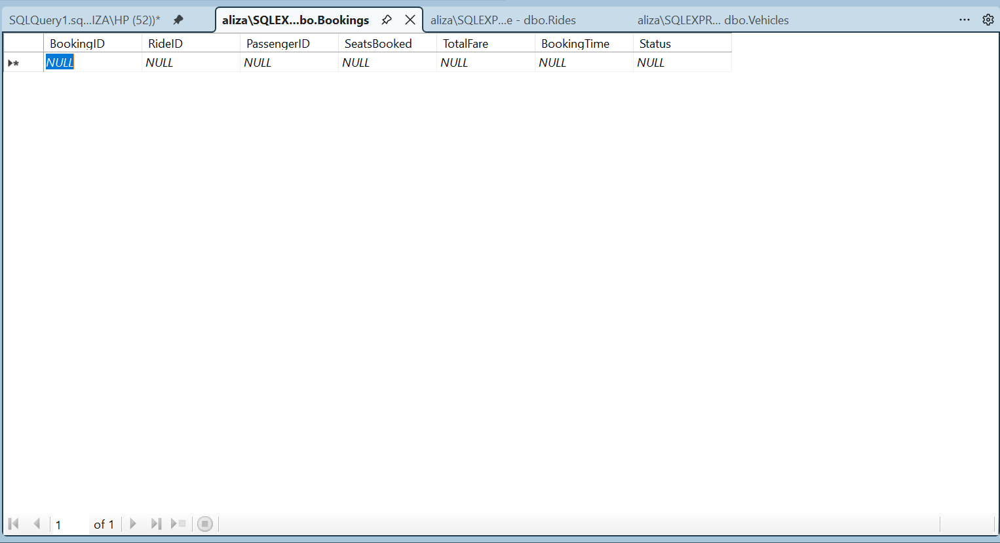 SQLQuery1.sq...IZA\HP (52))* aliza\SQLEX...bo.Bookings aliza\SQLEXP...e - dbo.Rides aliza\SQLEXPR... dbo.Vehicles
BookingID RideID PassengerID SeatsBooked TotalFare BookingTime Status
NULL NULL NULL NULL NULL NULL NULL
1 of 1